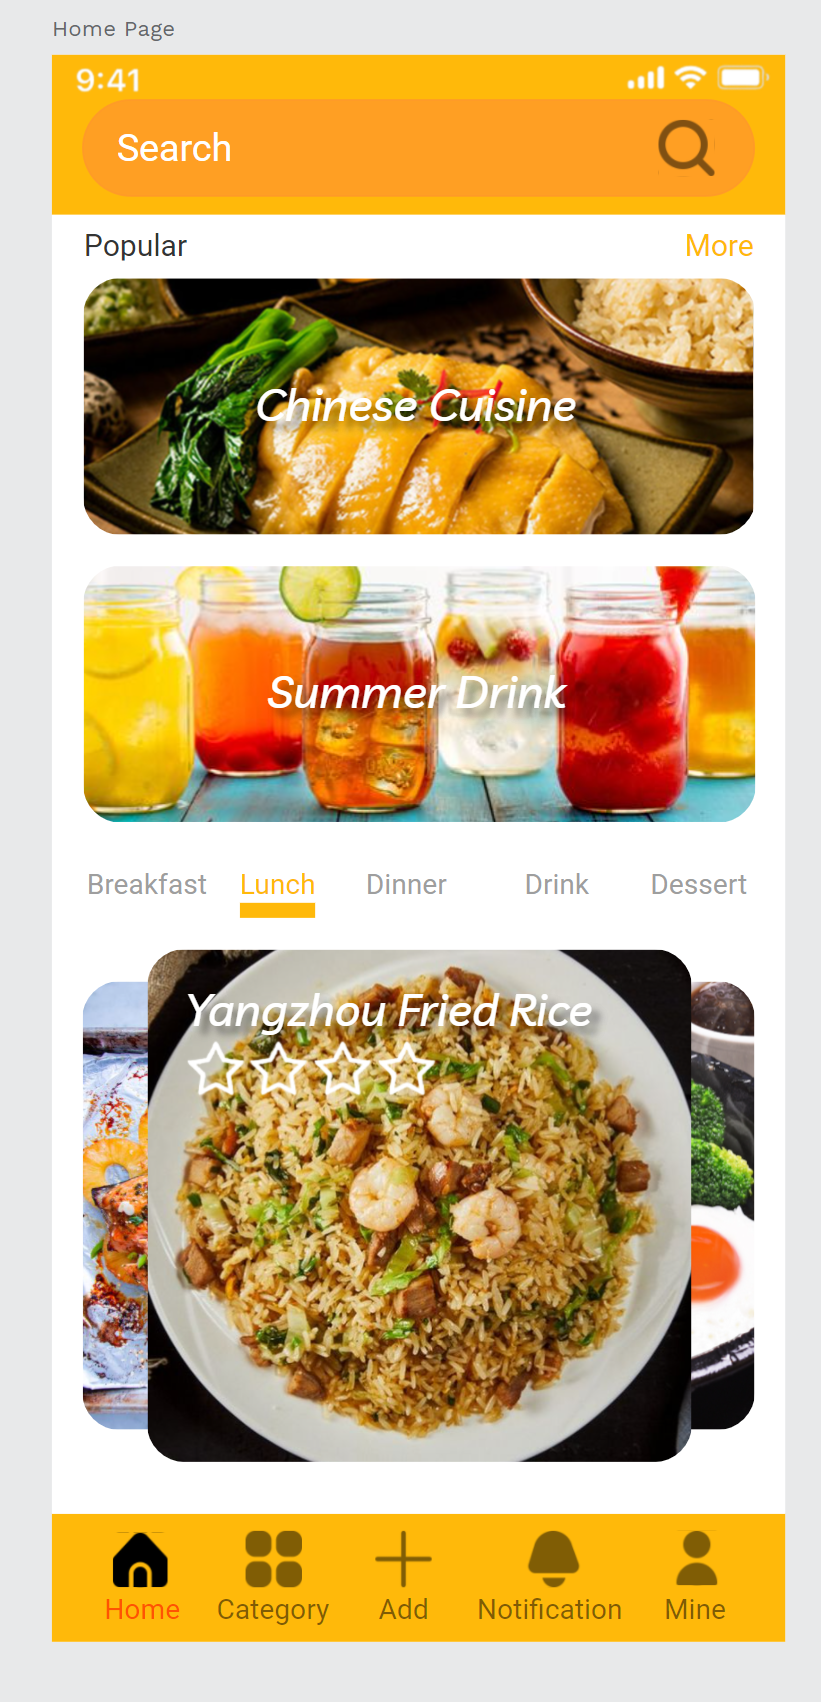 Home Page
9:41
Search
Popular
More
Chinese Cuisine
Summer Drink
Breakfast Lunch Dinner Drink Dessert
Yangzhou Fried Rice
Home Category Add Notification Mine